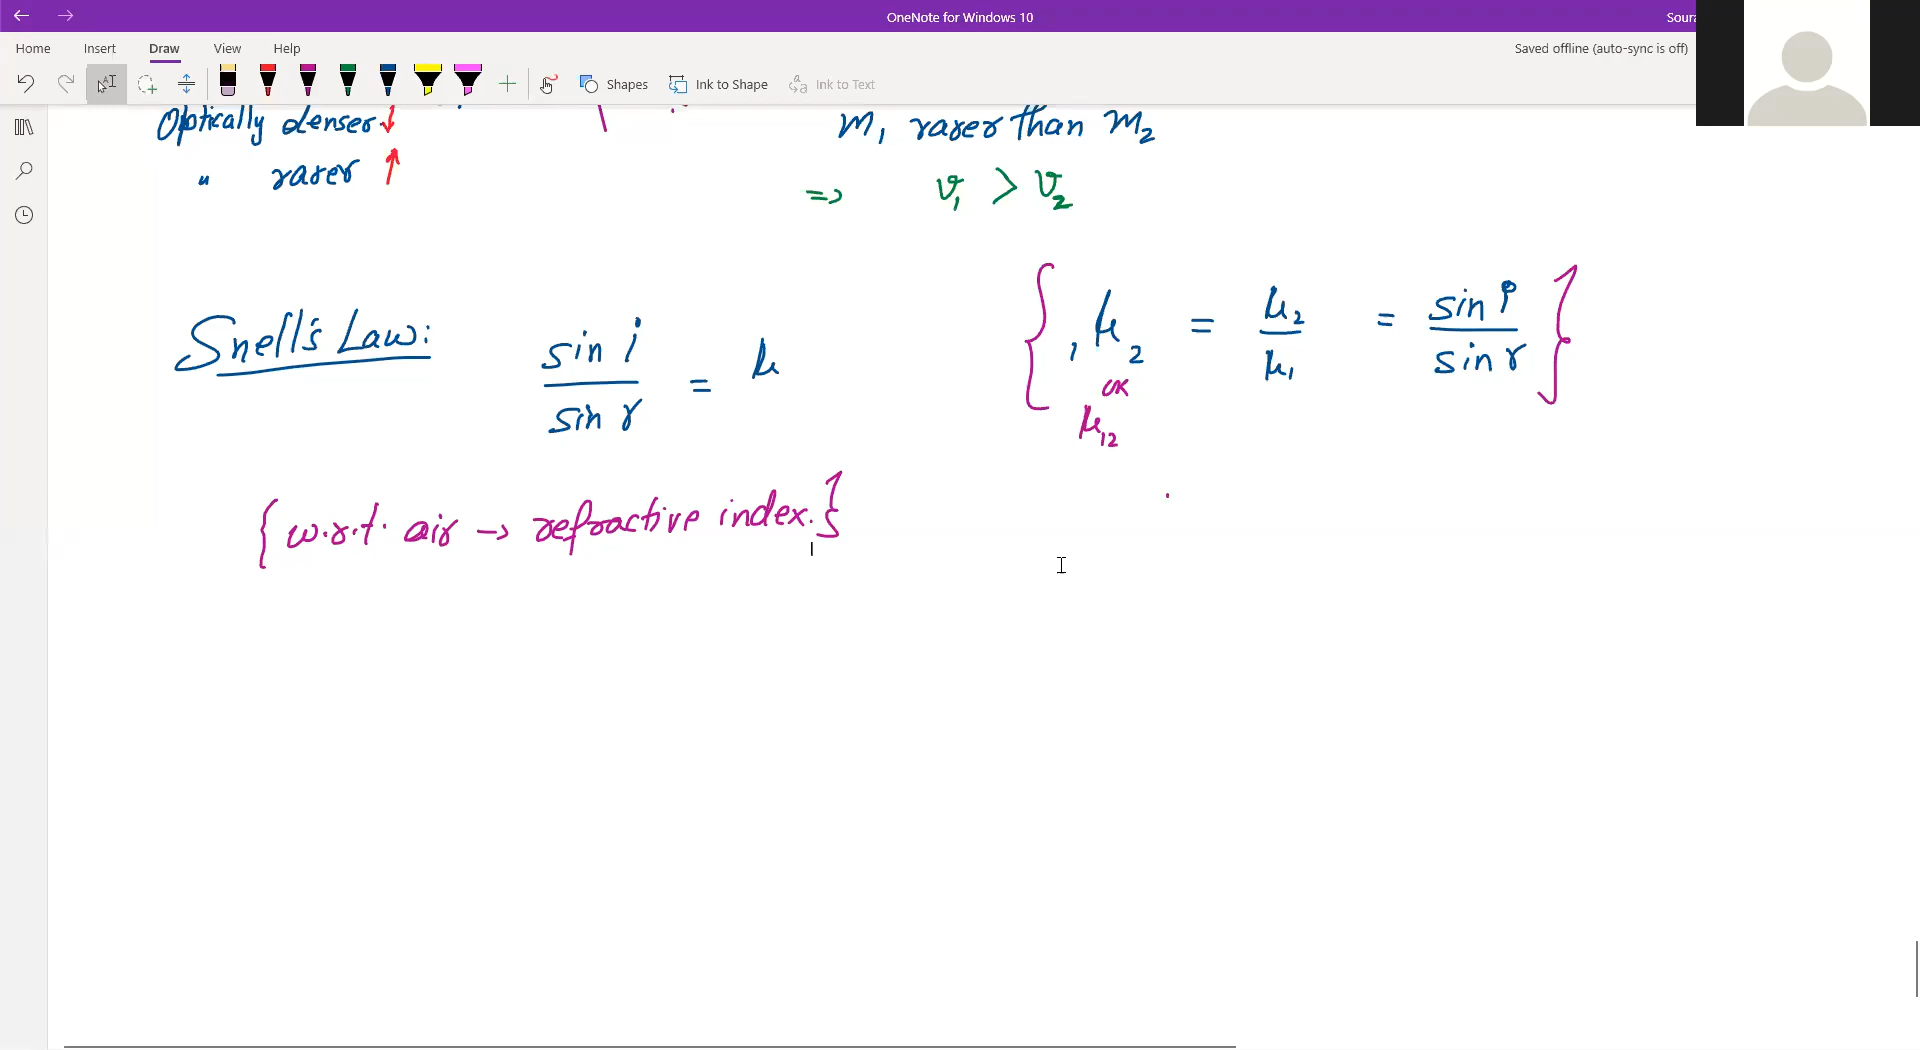 OneNote for Windows 10
Soura
Home Insert Draw View Help
Saved offline (auto-sync is off)
Shapes Ink to Shape Ink to Text
Optically denser ↓
" rarer ↑
m₁ rarer than m₂
=> v₁ > v₂
Snell's Law: sin i / sin r = μ
{ ₁μ₂ = μ₂/μ₁ = sin i / sin r }
or
μ₁₂
{ w.r.t. air → refractive index. }